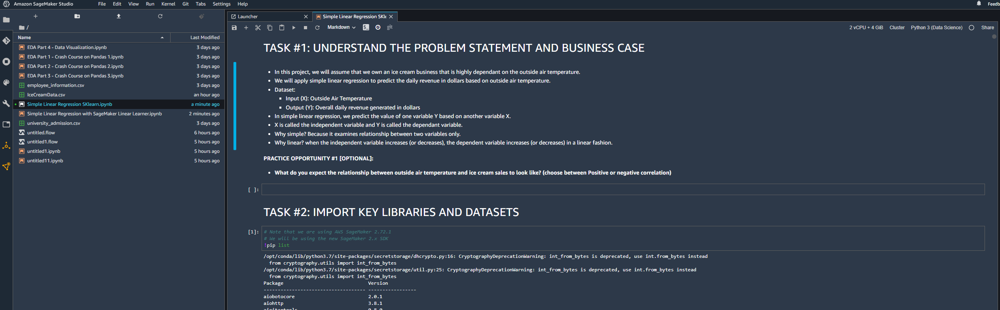 Amazon SageMaker Studio File Edit View Run Kernel Git Tabs Settings Help Feedb
Launcher Simple Linear Regression SKle
/
Markdown git 2 vCPU + 4 GiB Cluster Python 3 (Data Science) Share
Name Last Modified
EDA Part 4 - Data Visualization.ipynb 3 days ago
EDA Part 1 - Crash Course on Pandas 1.ipynb 3 days ago
EDA Part 2 - Crash Course on Pandas 2.ipynb 3 days ago
EDA Part 3 - Crash Course on Pandas 3.ipynb 3 days ago
employee_information.csv 3 days ago
IceCreamData.csv an hour ago
Simple Linear Regression SKlearn.ipynb a minute ago
Simple Linear Regression with SageMaker Linear Learner.ipynb 2 minutes ago
university_admission.csv 3 days ago
untitled.flow 6 hours ago
untitled1.flow 5 hours ago
untitled1.ipynb 5 hours ago
untitled11.ipynb 5 hours ago
TASK #1: UNDERSTAND THE PROBLEM STATEMENT AND BUSINESS CASE
• In this project, we will assume that we own an ice cream business that is highly dependant on the outside air temperature.
• We will apply simple linear regression to predict the daily revenue in dollars based on outside air temperature.
• Dataset:
▪ Input (X): Outside Air Temperature
▪ Output (Y): Overall daily revenue generated in dollars
• In simple linear regression, we predict the value of one variable Y based on another variable X.
• X is called the independent variable and Y is called the dependant variable.
• Why simple? Because it examines relationship between two variables only.
• Why linear? when the independent variable increases (or decreases), the dependent variable increases (or decreases) in a linear fashion.
PRACTICE OPPORTUNITY #1 [OPTIONAL]:
• What do you expect the relationship between outside air temperature and ice cream sales to look like? (choose between Positive or negative correlation)
[ ]:
TASK #2: IMPORT KEY LIBRARIES AND DATASETS
[1]: # Note that we are using AWS SageMaker 2.72.1
# We will be using the new SageMaker 2.x SDK
!pip list
/opt/conda/lib/python3.7/site-packages/secretstorage/dhcrypto.py:16: CryptographyDeprecationWarning: int_from_bytes is deprecated, use int.from_bytes instead
from cryptography.utils import int_from_bytes
/opt/conda/lib/python3.7/site-packages/secretstorage/util.py:25: CryptographyDeprecationWarning: int_from_bytes is deprecated, use int.from_bytes instead
from cryptography.utils import int_from_bytes
Package Version
------------------------------------ -----------------
aiobotocore 2.0.1
aiohttp 3.8.1
aioitertools 0.8.0